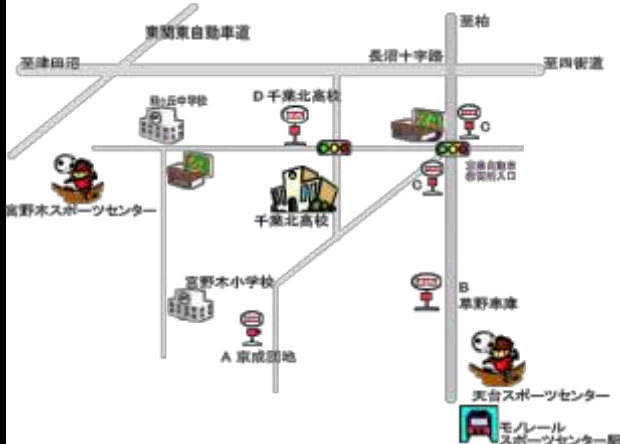 東関東自動車道
至柏
至津田沼
長沼十字路
至四街道
D 千葉北高校
C
C
宮野木スポーツセンター
千葉北高校
宮野木小学校
B
草野車庫
A 京成団地
天台スポーツセンター
モノレール
スポーツセンター駅